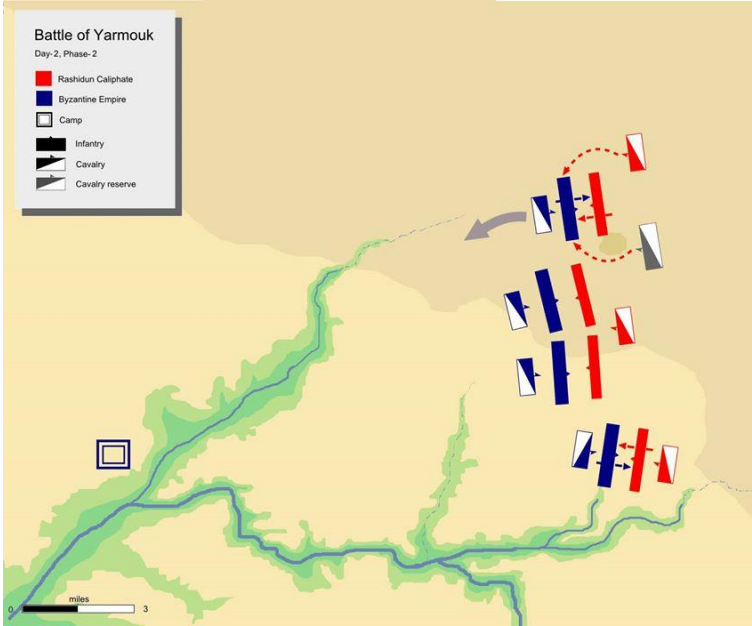 Battle of Yarmouk
Day-2, Phase-2
Rashidun Caliphate
Byzantine Empire
Camp
Infantry
Cavalry
Cavalry reserve
miles
0 3